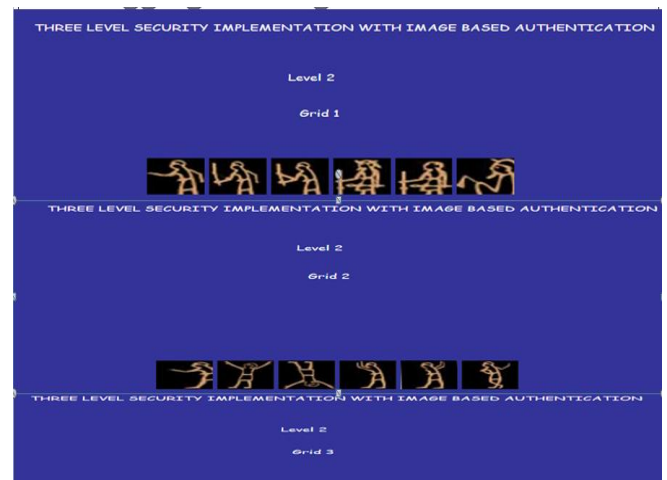 THREE LEVEL SECURITY IMPLEMENTATION WITH IMAGE BASED AUTHENTICATION
Level 2
Grid 1
THREE LEVEL SECURITY IMPLEMENTATION WITH IMAGE BASED AUTHENTICATION
Level 2
Grid 2
THREE LEVEL SECURITY IMPLEMENTATION WITH IMAGE BASED AUTHENTICATION
Level 2
Grid 3